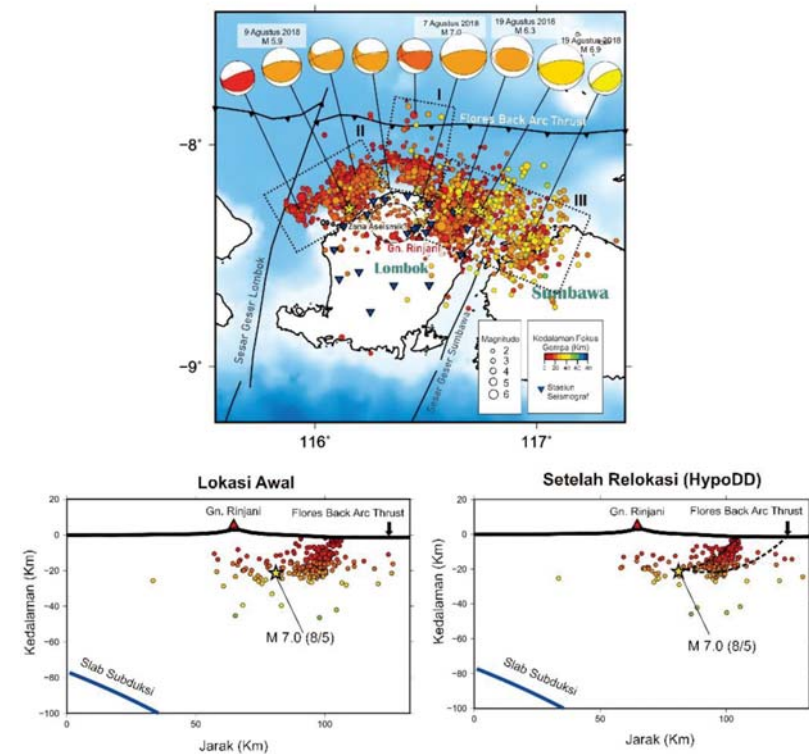 9 Agustus 2018
M 5.9
7 Agustus 2018
M 7.0
19 Agustus 2018
M 6.3
19 Agustus 2018
M 6.9
I
Flores Back Arc Thrust
II
−8°
III
Zona Aseismik
Gn. Rinjani
Lombok
Sumbawa
Sesar Geser Lombok
Sesar Geser Sumbawa
Magnitudo
2
3
4
5
6
Kedalaman Fokus
Gempa (Km)
0 20 40 60 80
Stasiun
Seismograf
−9°
116°
117°
Lokasi Awal
Gn. Rinjani
Flores Back Arc Thrust
Kedalaman (Km)
20
0
−20
−40
−60
−80
−100
M 7.0 (8/5)
Slab Subduksi
0
50
100
Jarak (Km)
Setelah Relokasi (HypoDD)
Gn. Rinjani
Flores Back Arc Thrust
Kedalaman (Km)
20
0
−20
−40
−60
−80
−100
M 7.0 (8/5)
Slab Subduksi
0
50
100
Jarak (Km)